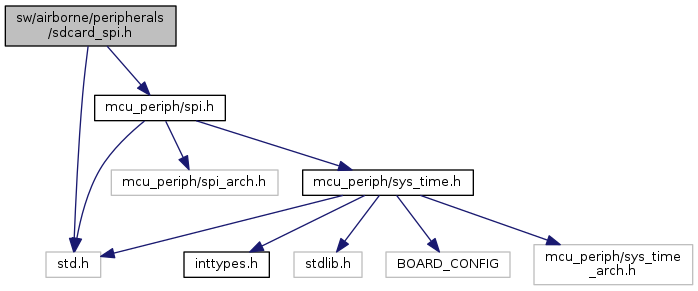 sw/airborne/peripherals
/sdcard_spi.h
mcu_periph/spi.h
mcu_periph/spi_arch.h
mcu_periph/sys_time.h
std.h
inttypes.h
stdlib.h
BOARD_CONFIG
mcu_periph/sys_time
_arch.h